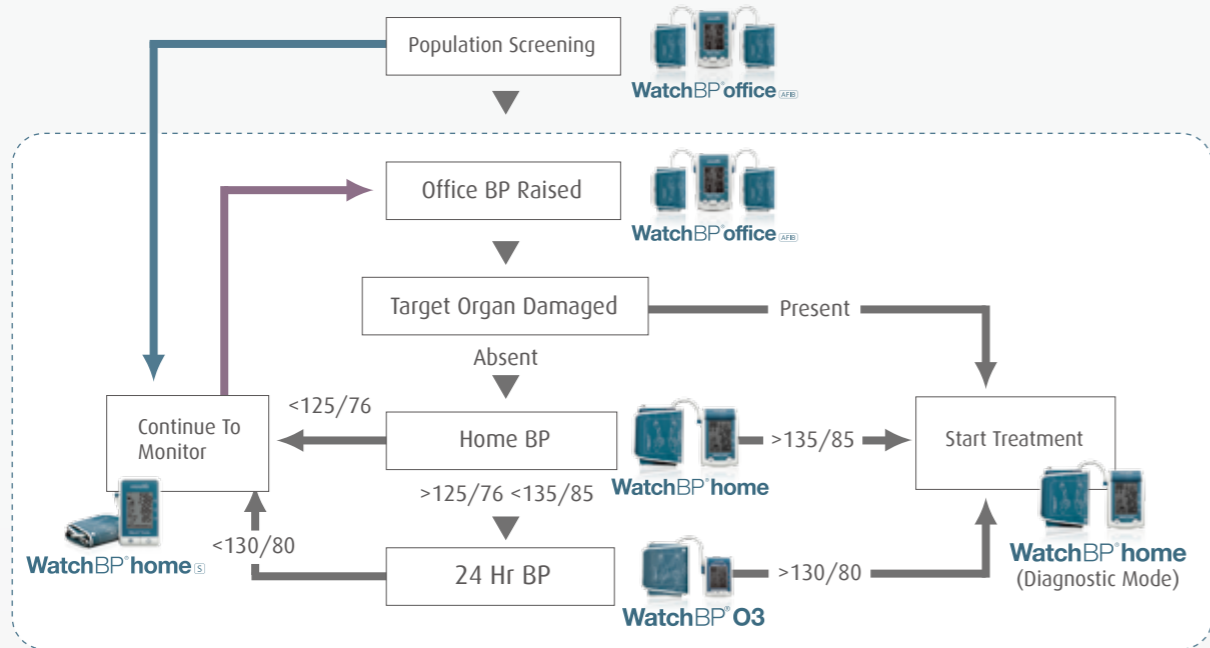 Population Screening
WatchBP® office AFIB
Office BP Raised
WatchBP® office AFIB
Target Organ Damaged
Present
Absent
<125/76
Continue To
Monitor
Home BP
>135/85
Start Treatment
WatchBP® home
>125/76 <135/85
<130/80
WatchBP® home S
24 Hr BP
>130/80
WatchBP® home
(Diagnostic Mode)
WatchBP® O3